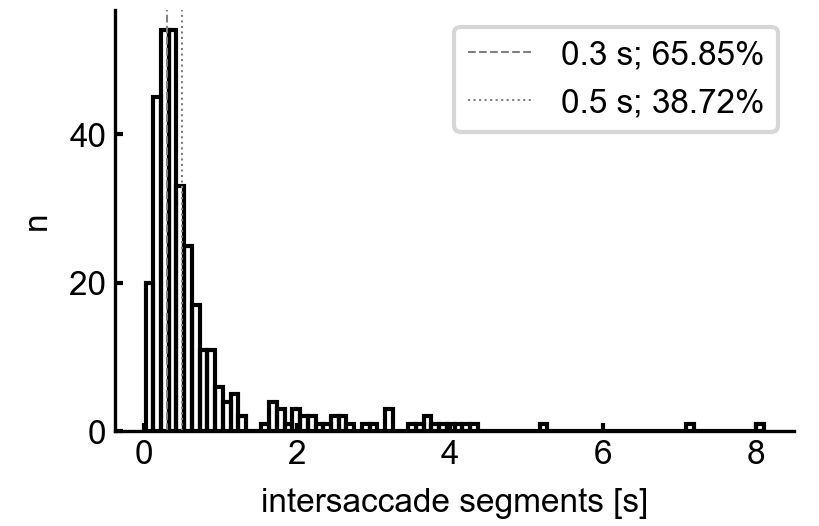 0.3 s; 65.85%
0.5 s; 38.72%
40
20
0
n
0 2 4 6 8
intersaccade segments [s]